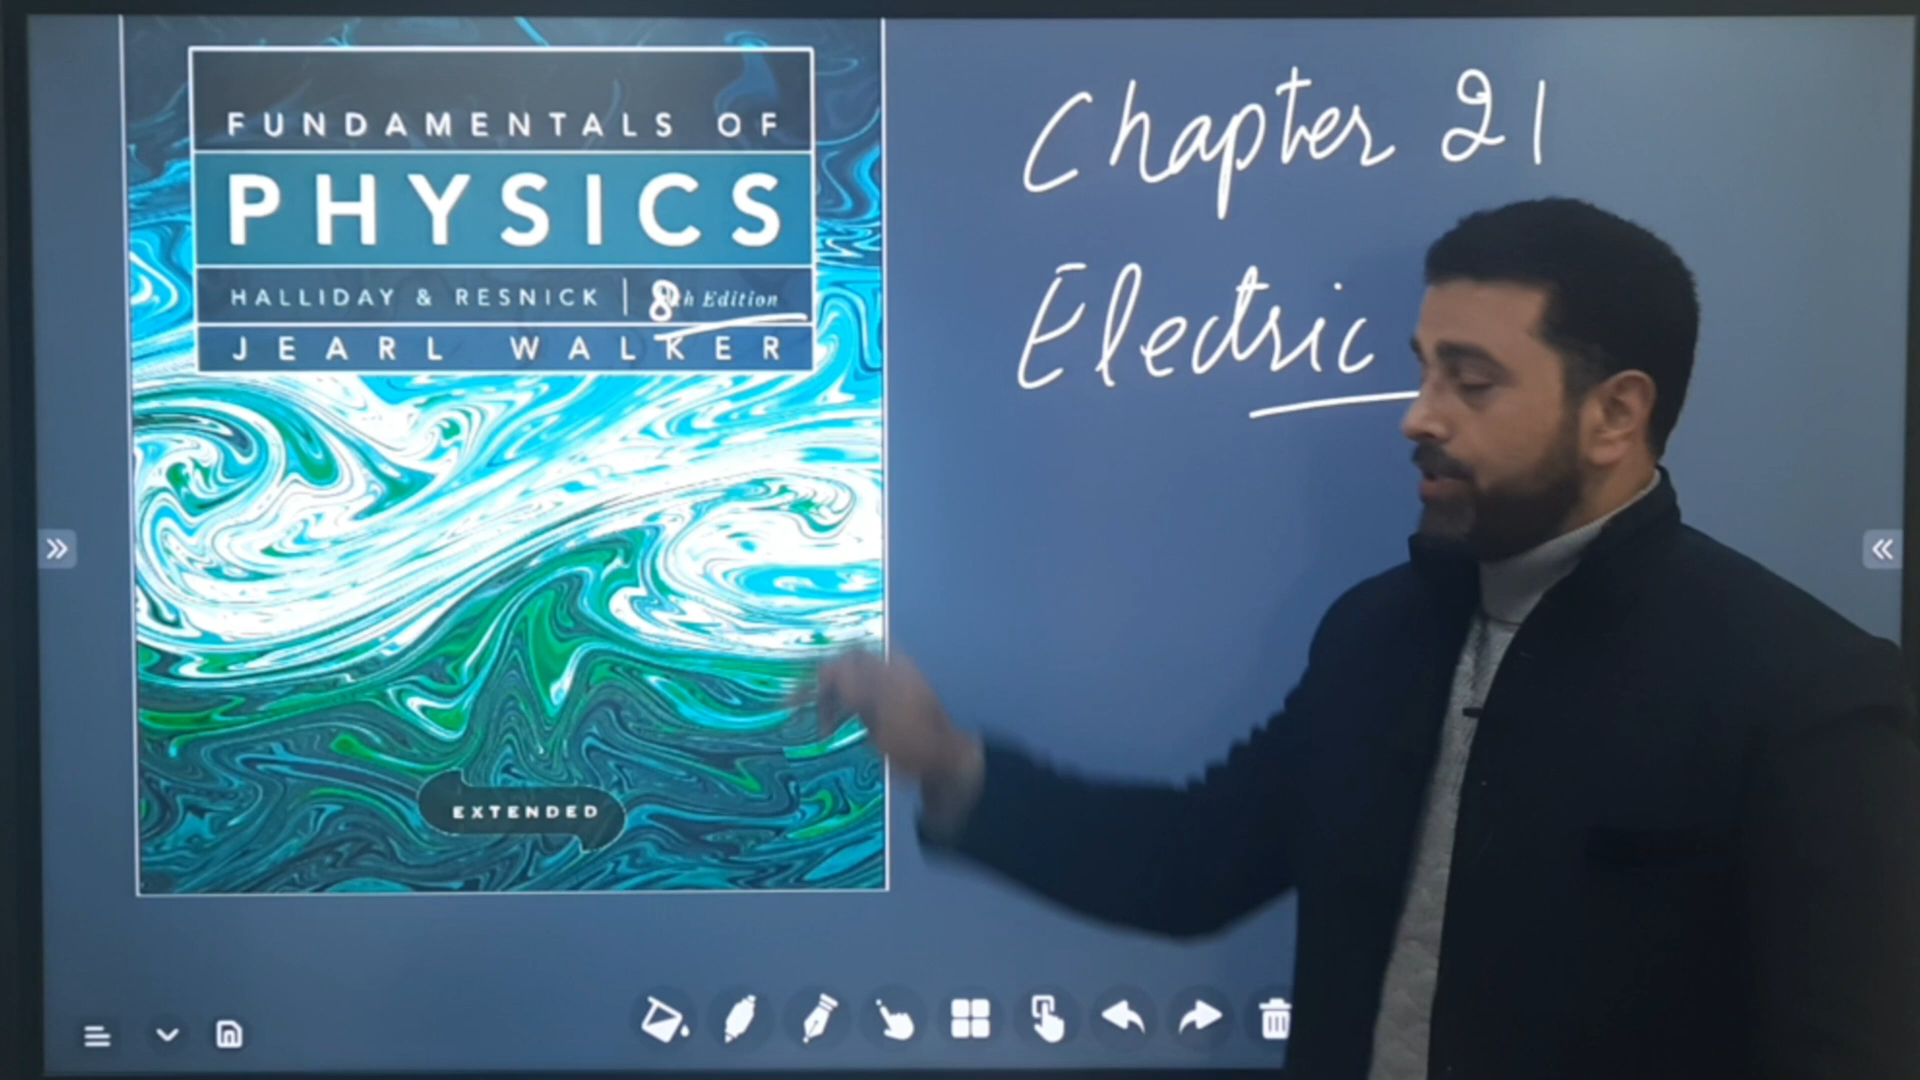 FUNDAMENTALS OF
PHYSICS
HALLIDAY & RESNICK | 8th Edition
JEARL WALKER
EXTENDED
Chapter 21
Electric